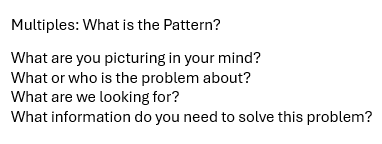 Multiples: What is the Pattern?
What are you picturing in your mind?
What or who is the problem about?
What are we looking for?
What information do you need to solve this problem?